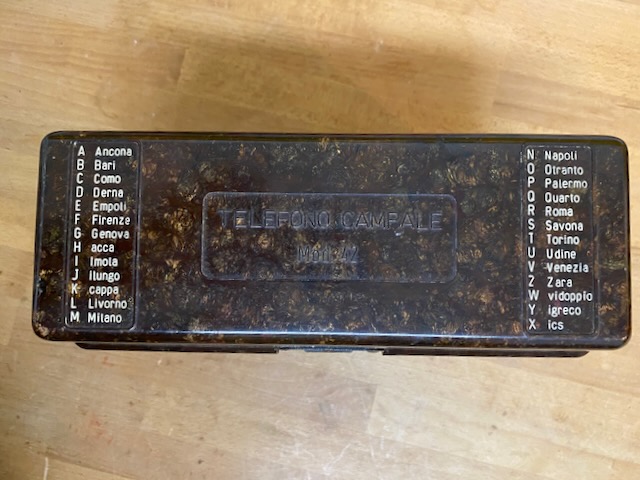 A Ancona
B Bari
C Como
D Derna
E Empoli
F Firenze
G Genova
H acca
I Imola
J ilungo
K cappa
L Livorno
M Milano
TELEFONO CAMPALE
N Napoli
O Otranto
P Palermo
Q Quarto
R Roma
S Savona
T Torino
U Udine
V Venezia
Z Zara
W vidoppio
Y igreco
X ics